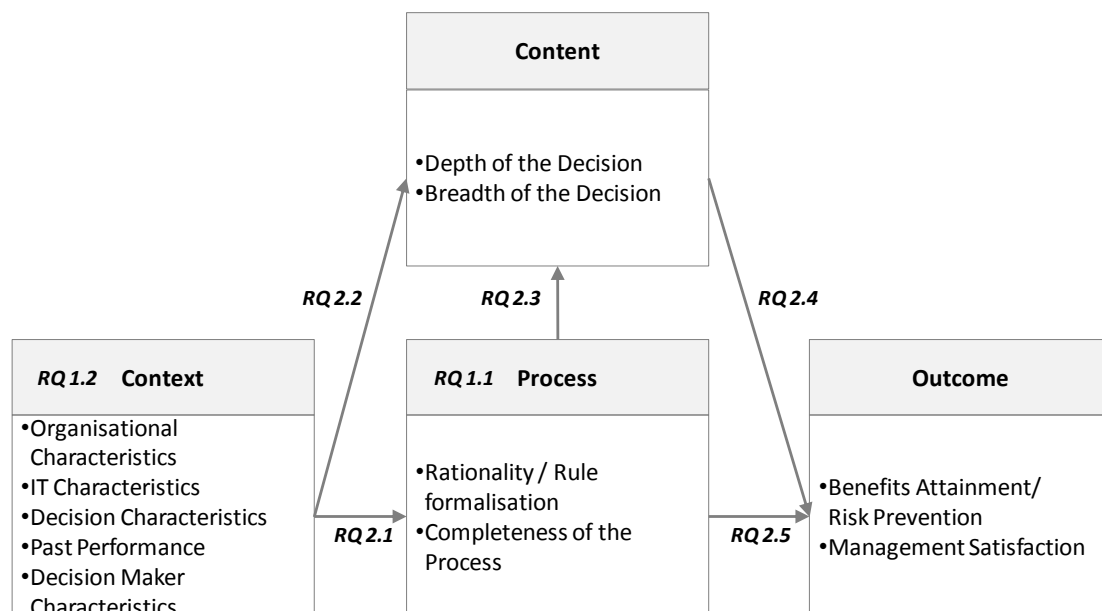 Content
•Depth of the Decision
•Breadth of the Decision
RQ 2.2
RQ 2.3
RQ 2.4
RQ 1.2 Context
•Organisational
Characteristics
•IT Characteristics
•Decision Characteristics
•Past Performance
•Decision Maker
Characteristics
RQ 2.1
RQ 1.1 Process
•Rationality / Rule
formalisation
•Completeness of the
Process
RQ 2.5
Outcome
•Benefits Attainment/
Risk Prevention
•Management Satisfaction